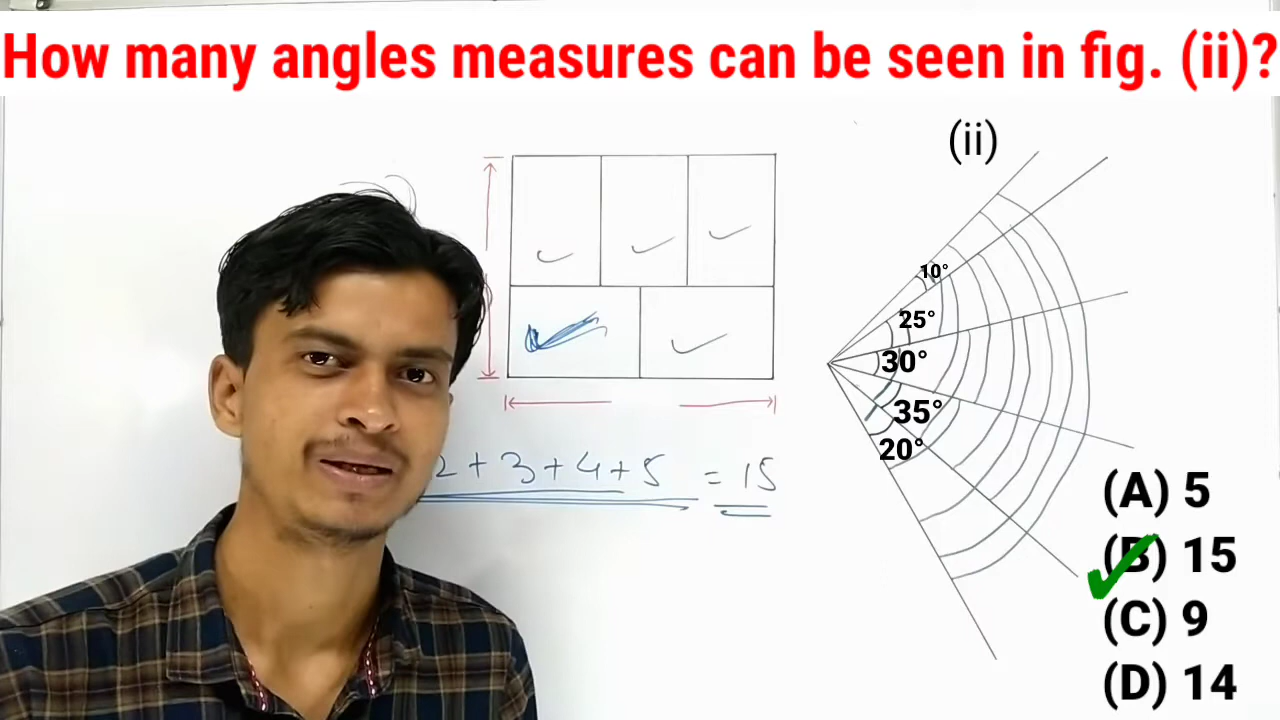 How many angles measures can be seen in fig. (ii)?
(ii)
10°
25°
30°
35°
20°
2 + 3 + 4 + 5 = 15
(A) 5
(B) 15
(C) 9
(D) 14